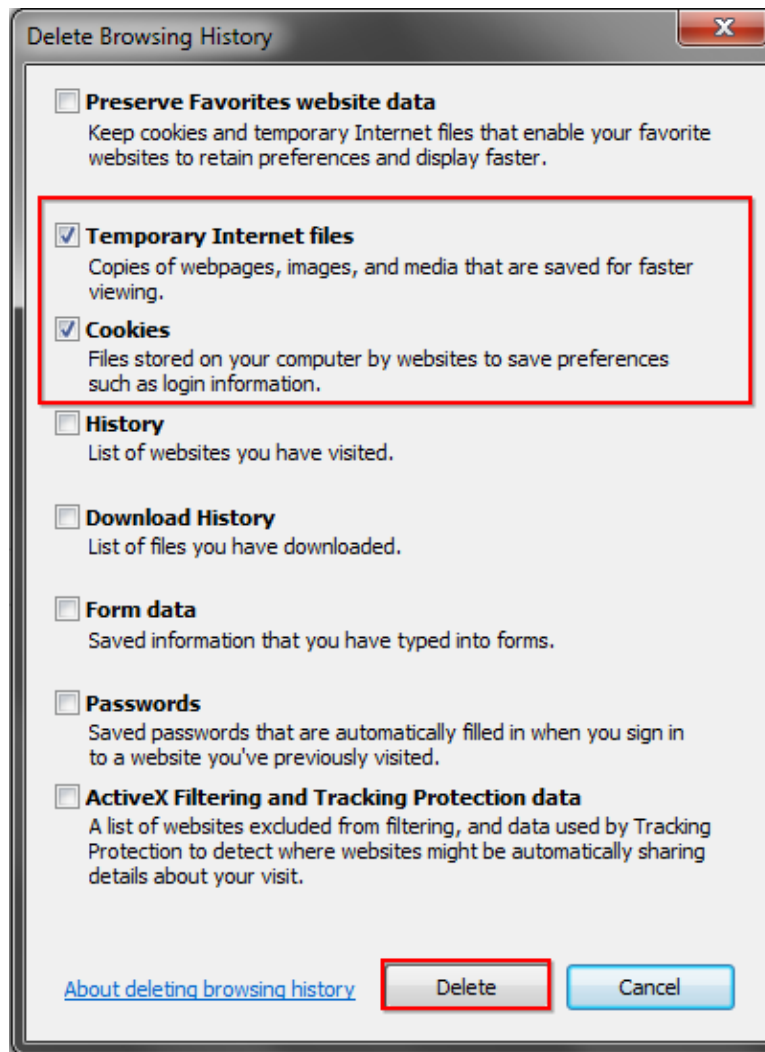 Delete Browsing History
X
Preserve Favorites website data
Keep cookies and temporary Internet files that enable your favorite
websites to retain preferences and display faster.
Temporary Internet files
Copies of webpages, images, and media that are saved for faster
viewing.
Cookies
Files stored on your computer by websites to save preferences
such as login information.
History
List of websites you have visited.
Download History
List of files you have downloaded.
Form data
Saved information that you have typed into forms.
Passwords
Saved passwords that are automatically filled in when you sign in
to a website you've previously visited.
ActiveX Filtering and Tracking Protection data
A list of websites excluded from filtering, and data used by Tracking
Protection to detect where websites might be automatically sharing
details about your visit.
About deleting browsing history Delete Cancel